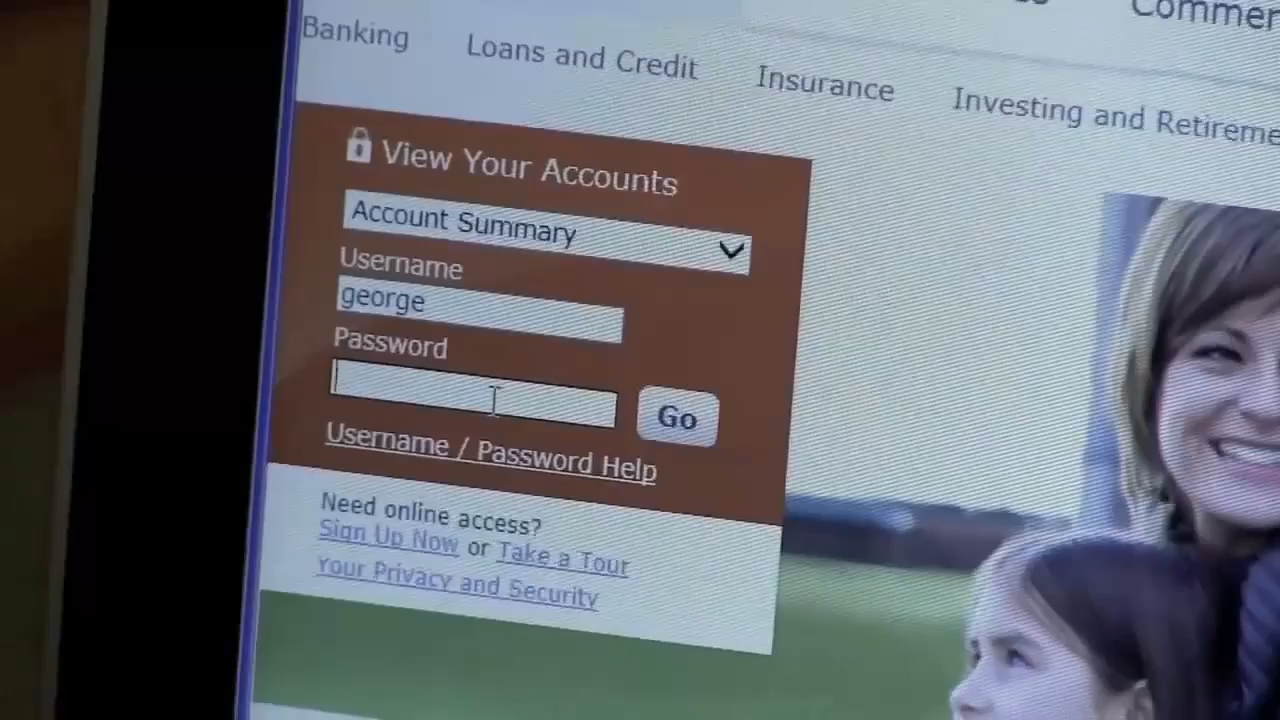 Commer
Banking Loans and Credit Insurance Investing and Retireme
View Your Accounts
Account Summary
Username
george
Password
Go
Username / Password Help
Need online access?
Sign Up Now or Take a Tour
Your Privacy and Security